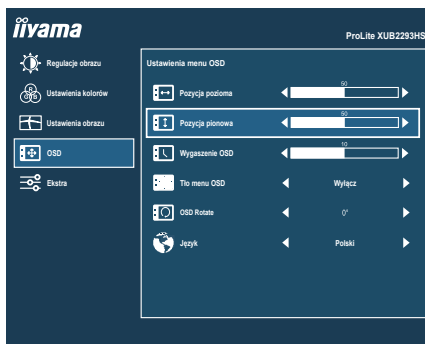 iiyama
ProLite XUB2293HS
Regulacje obrazu
Ustawienia kolorów
Ustawienia obrazu
OSD
Ekstra
Ustawienia menu OSD
Pozycja pozioma 50
Pozycja pionowa 50
Wygaszenie OSD 10
Tło menu OSD Wyłącz
OSD Rotate 0°
Język Polski